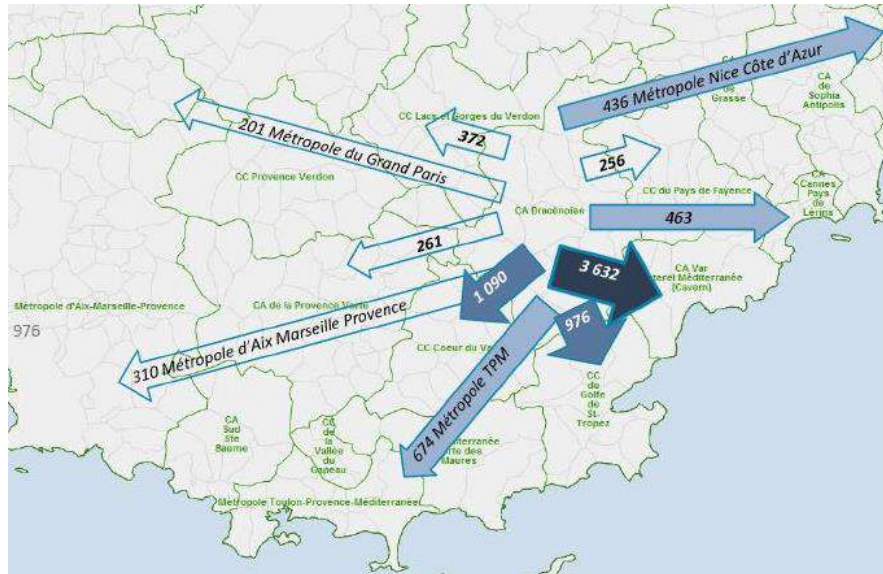 436 Métropole Nice Côte d'Azur
CA
de
Grasse
CA
de Sophia
Antipolis
CC Lacs et Gorges du Verdon
372
201 Métropole du Grand Paris
256
CC Provence Verdon
CC du Pays de Fayence
CA
Cannes
Pays
de
Lérins
CA Dracénoise
463
261
3 632
CA Var
Méditerranée
(Cavem)
1 090
Métropole d'Aix-Marseille-Provence
CA de la Provence Verte
976
976
310 Métropole d'Aix Marseille Provence
CC Coeur du
674 Métropole TPM
CC
du
Golfe
de
St-
Tropez
CA
Sud
Ste
Baume
CC
de la
Vallée
du
Gapeau
des
Maures
Métropole Toulon-Provence-Méditerranée